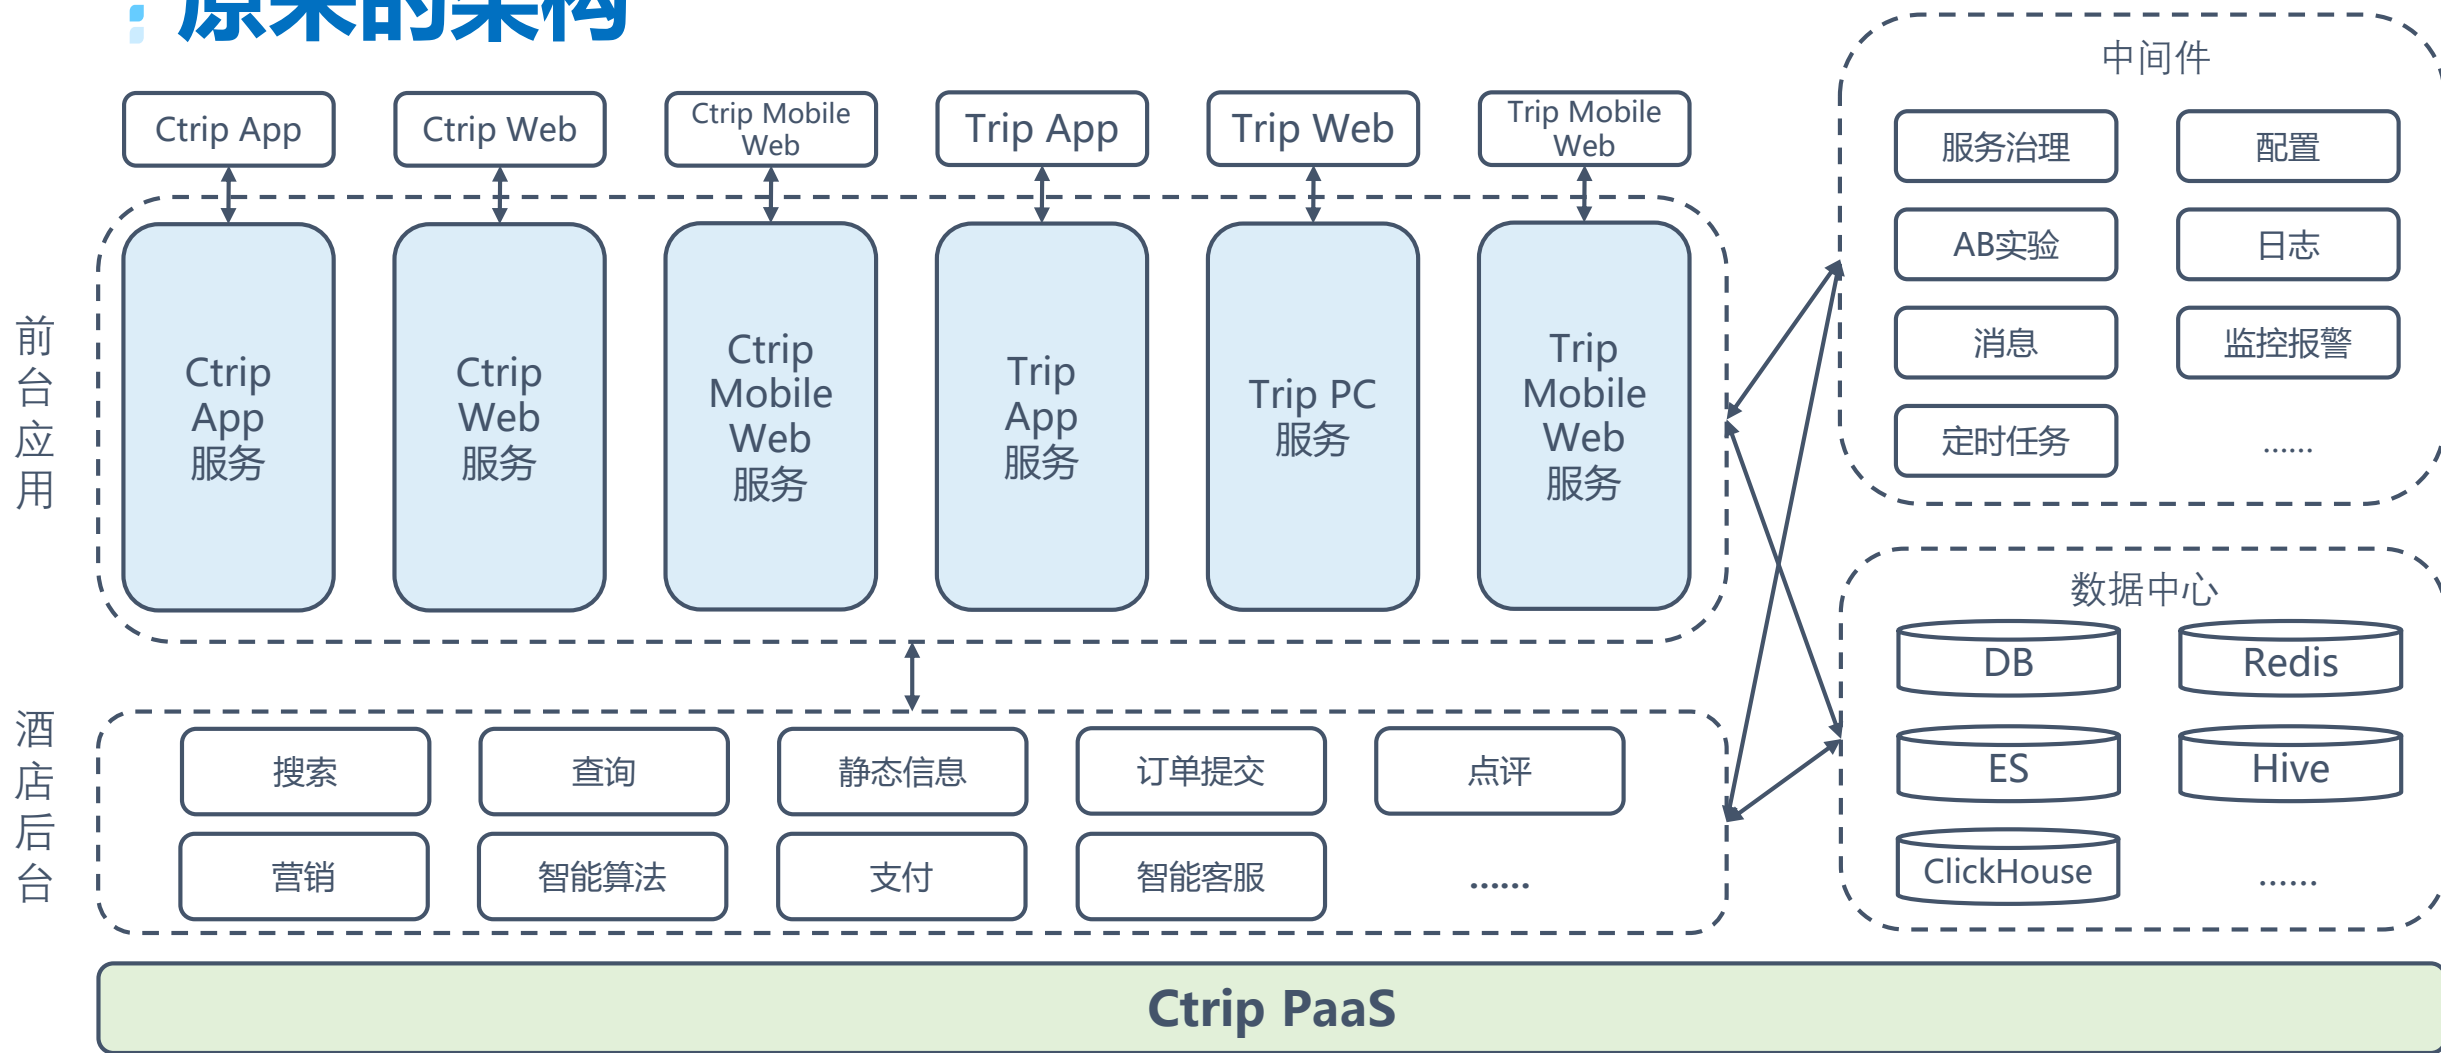 原来的架构
Ctrip App
Ctrip Web
Ctrip Mobile
Web
Trip App
Trip Web
Trip Mobile
Web
前
台
应
用
Ctrip
App
服务
Ctrip
Web
服务
Ctrip
Mobile
Web
服务
Trip
App
服务
Trip PC
服务
Trip
Mobile
Web
服务
酒
店
后
台
搜索
查询
静态信息
订单提交
点评
营销
智能算法
支付
智能客服
......
中间件
服务治理
配置
AB实验
日志
消息
监控报警
定时任务
......
数据中心
DB
Redis
ES
Hive
ClickHouse
......
Ctrip PaaS